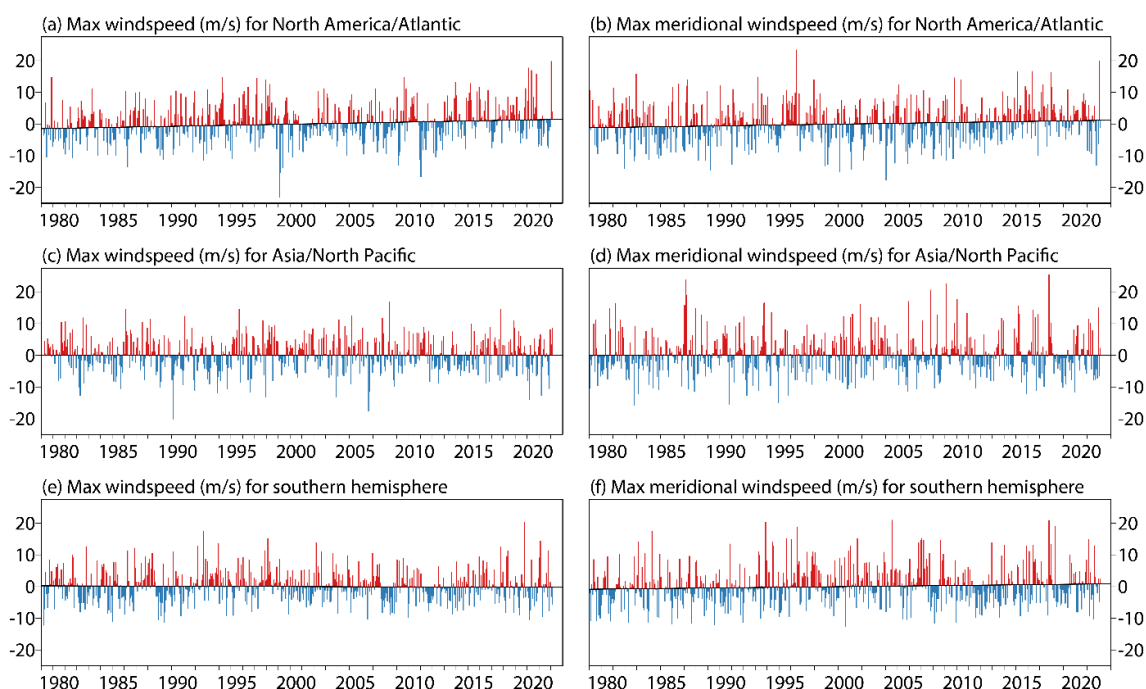 (a) Max windspeed (m/s) for North America/Atlantic
(b) Max meridional windspeed (m/s) for North America/Atlantic
20
10
0
-10
-20
20
10
0
-10
-20
1980 1985 1990 1995 2000 2005 2010 2015 2020
1980 1985 1990 1995 2000 2005 2010 2015 2020
(c) Max windspeed (m/s) for Asia/North Pacific
(d) Max meridional windspeed (m/s) for Asia/North Pacific
20
10
0
-10
-20
20
10
0
-10
-20
1980 1985 1990 1995 2000 2005 2010 2015 2020
1980 1985 1990 1995 2000 2005 2010 2015 2020
(e) Max windspeed (m/s) for southern hemisphere
(f) Max meridional windspeed (m/s) for southern hemisphere
20
10
0
-10
-20
20
10
0
-10
-20
1980 1985 1990 1995 2000 2005 2010 2015 2020
1980 1985 1990 1995 2000 2005 2010 2015 2020